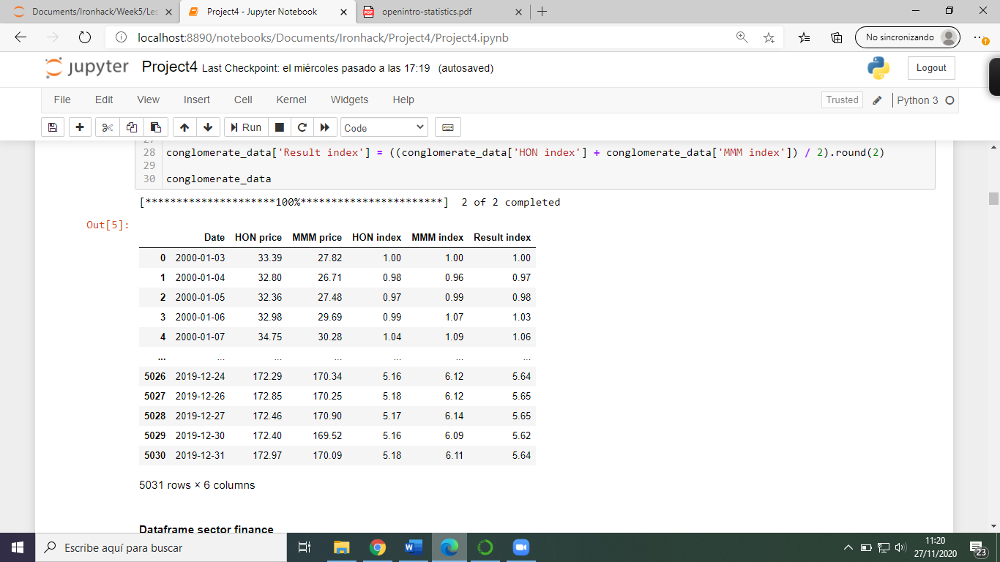 Documents/Ironhack/Week5/Les
Project4 - Jupyter Notebook
PDF
openintro-statistics.pdf
localhost:8890/notebooks/Documents/Ironhack/Project4/Project4.ipynb
No sincronizando
jupyter Project4 Last Checkpoint: el miércoles pasado a las 17:19 (autosaved)
Logout
File Edit View Insert Cell Kernel Widgets Help
Trusted
Python 3
Run
Code
27
28 conglomerate_data['Result index'] = ((conglomerate_data['HON index'] + conglomerate_data['MMM index']) / 2).round(2)
29
30 conglomerate_data
[*********************100%***********************] 2 of 2 completed
Out[5]:
Date HON price MMM price HON index MMM index Result index
0 2000-01-03 33.39 27.82 1.00 1.00 1.00
1 2000-01-04 32.80 26.71 0.98 0.96 0.97
2 2000-01-05 32.36 27.48 0.97 0.99 0.98
3 2000-01-06 32.98 29.69 0.99 1.07 1.03
4 2000-01-07 34.75 30.28 1.04 1.09 1.06
... ... ... ... ... ... ...
5026 2019-12-24 172.29 170.34 5.16 6.12 5.64
5027 2019-12-26 172.85 170.25 5.18 6.12 5.65
5028 2019-12-27 172.46 170.90 5.17 6.14 5.65
5029 2019-12-30 172.40 169.52 5.16 6.09 5.62
5030 2019-12-31 172.97 170.09 5.18 6.11 5.64
5031 rows × 6 columns
Dataframe sector finance
Escribe aquí para buscar
11:20
27/11/2020
23